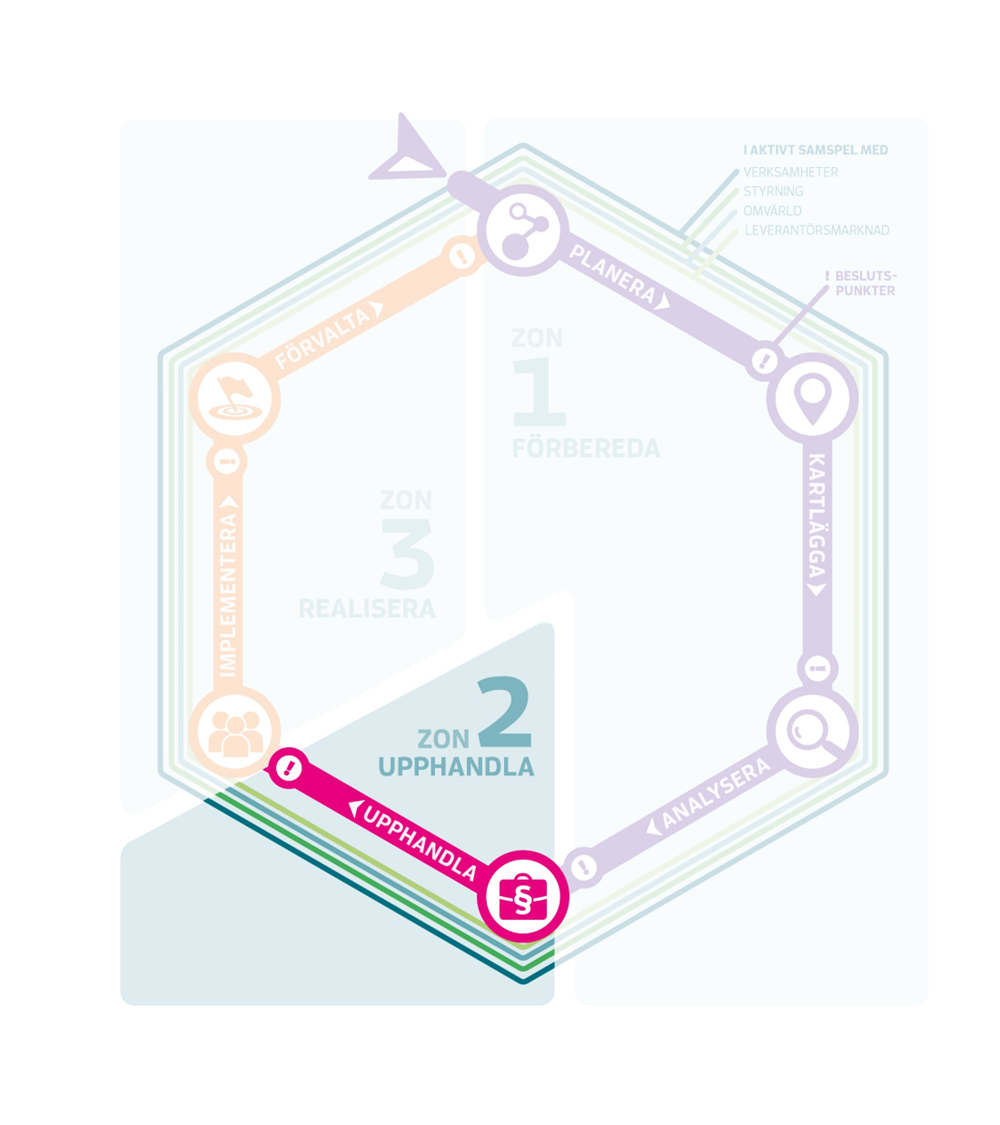 I AKTIVT SAMSPEL MED
VERKSAMHETER
STYRNING
OMVÄRLD
LEVERANTÖRSMARKNAD
! BESLUTS-
PUNKTER
PLANERA
!
KARTLÄGGA
!
ANALYSERA
!
UPPHANDLA
§
!
IMPLEMENTERA
!
FÖRVALTA
!
ZON
1
FÖRBEREDA
ZON 2
UPPHANDLA
ZON
3
REALISERA